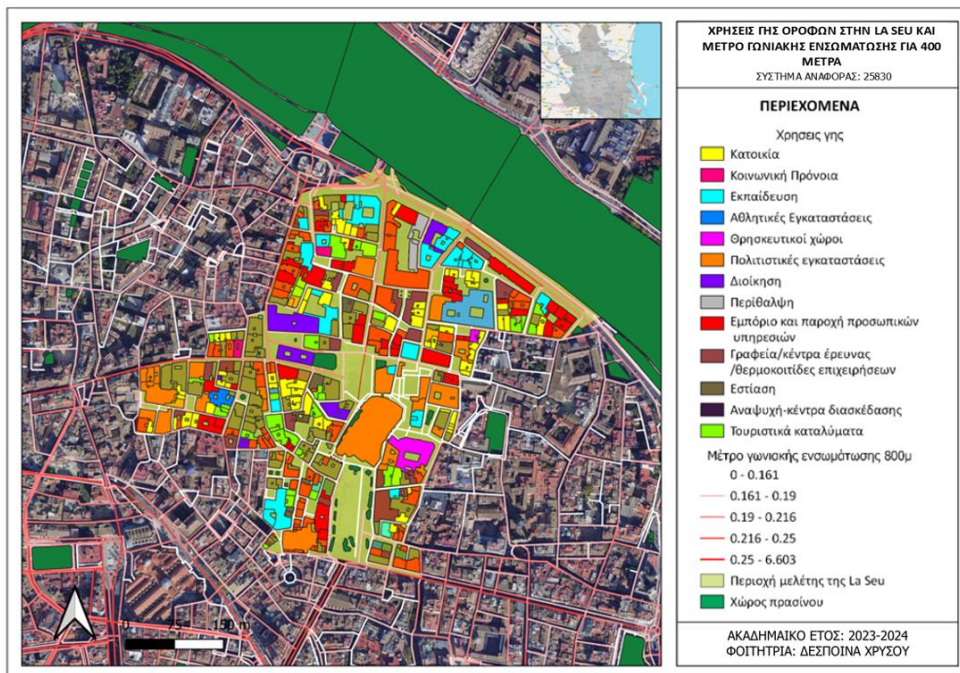 ΧΡΗΣΕΙΣ ΓΗΣ ΟΡΟΦΩΝ ΣΤΗΝ LA SEU ΚΑΙ
ΜΕΤΡΟ ΓΩΝΙΑΚΗΣ ΕΝΣΩΜΑΤΩΣΗΣ ΓΙΑ 400
ΜΕΤΡΑ
ΣΥΣΤΗΜΑ ΑΝΑΦΟΡΑΣ: 25830
ΠΕΡΙΕΧΟΜΕΝΑ
Χρησεις γης
Κατοικία
Κοινωνική Πρόνοια
Εκπαίδευση
Αθλητικές Εγκαταστάσεις
Θρησκευτικοί χώροι
Πολιτιστικές εγκαταστάσεις
Διοίκηση
Περίθαλψη
Εμπόριο και παροχή προσωπικών
υπηρεσιών
Γραφεία/κέντρα έρευνας
/θερμοκοιτίδες επιχειρήσεων
Εστίαση
Αναψυχή-κέντρα διασκέδασης
Τουριστικά καταλύματα
Μέτρο γωνιακής ενσωμότωσης 800μ
0 - 0.161
0.161 - 0.19
0.19 - 0.216
0.216 - 0.25
0.25 - 6.603
Περιοχή μελέτης της La Seu
Χώρος πρασίνου
0 75 150 m
ΑΚΑΔΗΜΑΙΚΟ ΕΤΟΣ: 2023-2024
ΦΟΙΤΗΤΡΙΑ: ΔΕΣΠΟΙΝΑ ΧΡΥΣΟΥ